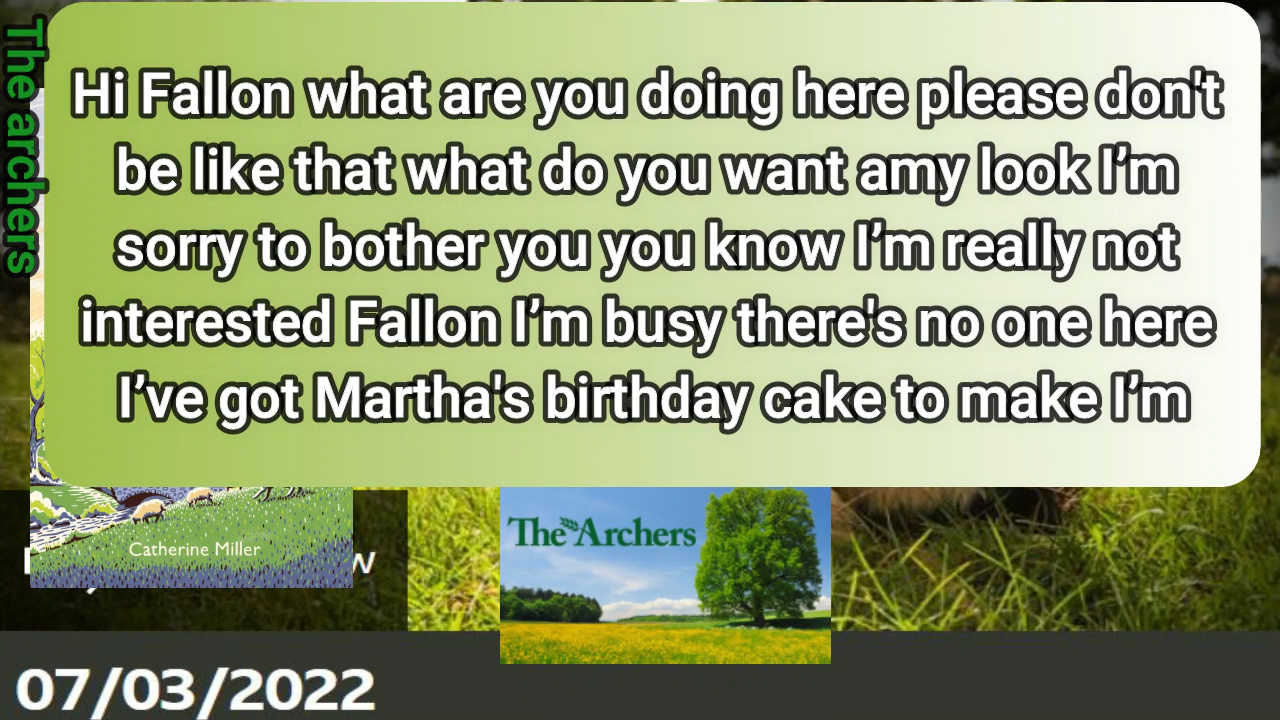 The archers
Hi Fallon what are you doing here please don't
be like that what do you want amy look I’m
sorry to bother you you know I’m really not
interested Fallon I’m busy there's no one here
I’ve got Martha's birthday cake to make I’m
The Archers
Catherine Miller
07/03/2022